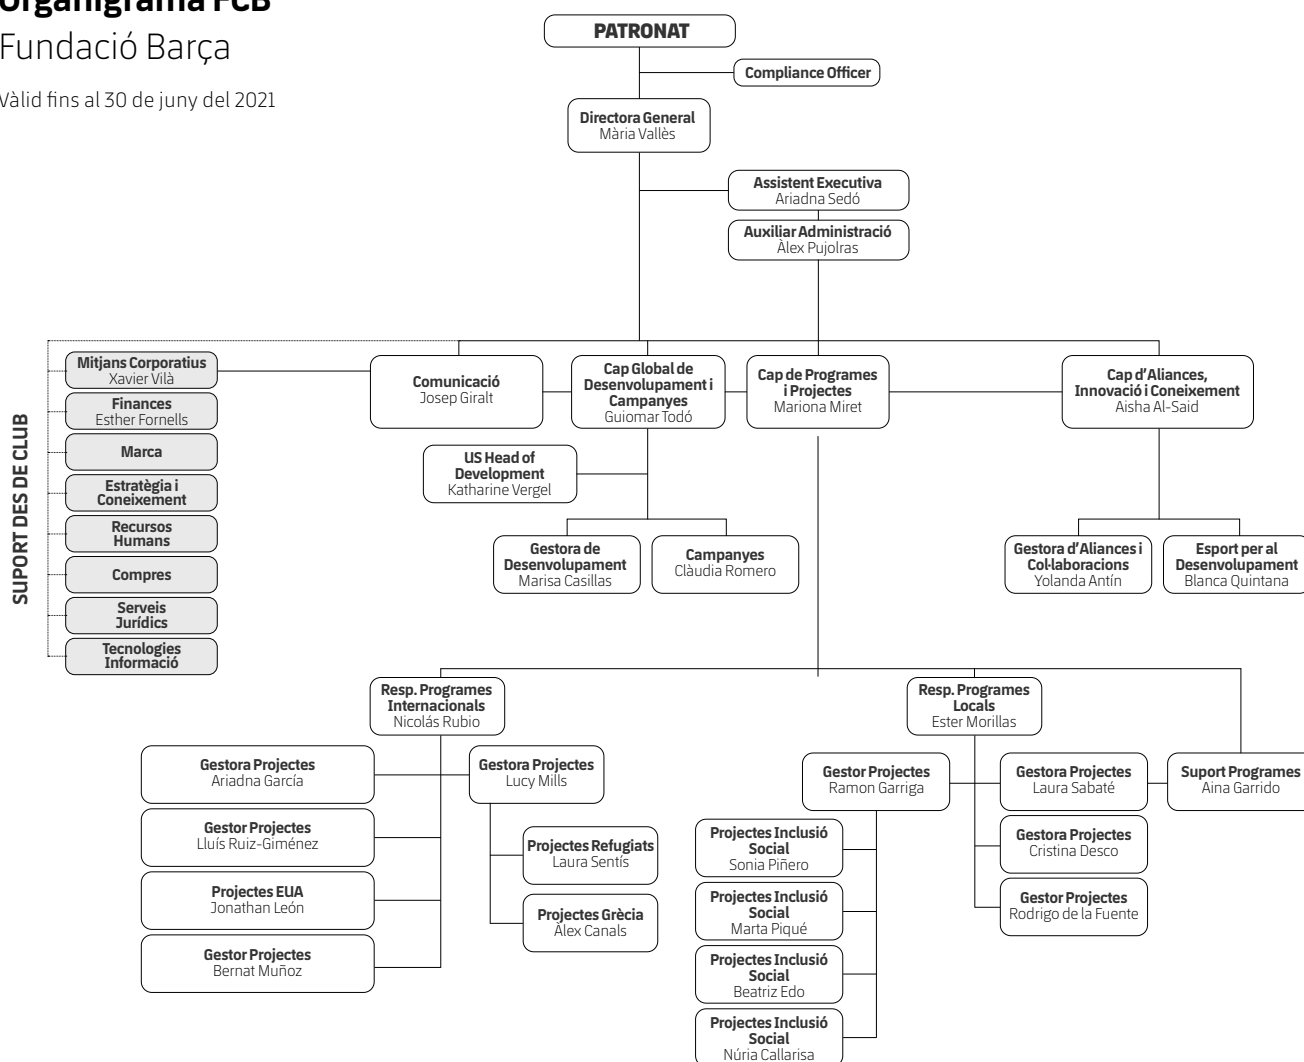 Organigrama FCB
Fundació Barça
Vàlid fins al 30 de juny del 2021
PATRONAT
Compliance Officer
Directora General
Mària Vallès
Assistent Executiva
Ariadna Sedó
Auxiliar Administració
Àlex Pujolras
SUPORT DES DE CLUB
Mitjans Corporatius
Xavier Vilà
Finances
Esther Fornells
Marca
Estratègia i
Coneixement
Recursos
Humans
Compres
Serveis
Jurídics
Tecnologies
Informació
Comunicació
Josep Giralt
Cap Global de
Desenvolupament i
Campanyes
Guiomar Todó
Cap de Programes
i Projectes
Mariona Miret
Cap d'Aliances,
Innovació i Coneixement
Aisha Al-Said
US Head of
Development
Katharine Vergel
Gestora de
Desenvolupament
Marisa Casillas
Campanyes
Clàudia Romero
Gestora d'Aliances i
Col·laboracions
Yolanda Antín
Esport per al
Desenvolupament
Blanca Quintana
Resp. Programes
Internacionals
Nicolás Rubio
Resp. Programes
Locals
Ester Morillas
Gestora Projectes
Ariadna García
Gestor Projectes
Lluís Ruiz-Giménez
Projectes EUA
Jonathan León
Gestor Projectes
Bernat Muñoz
Gestora Projectes
Lucy Mills
Projectes Refugiats
Laura Sentís
Projectes Grècia
Àlex Canals
Gestor Projectes
Ramon Garriga
Projectes Inclusió
Social
Sonia Piñero
Projectes Inclusió
Social
Marta Piqué
Projectes Inclusió
Social
Beatriz Edo
Projectes Inclusió
Social
Núria Callarisa
Gestora Projectes
Laura Sabaté
Gestora Projectes
Cristina Desco
Gestor Projectes
Rodrigo de la Fuente
Suport Programes
Aina Garrido